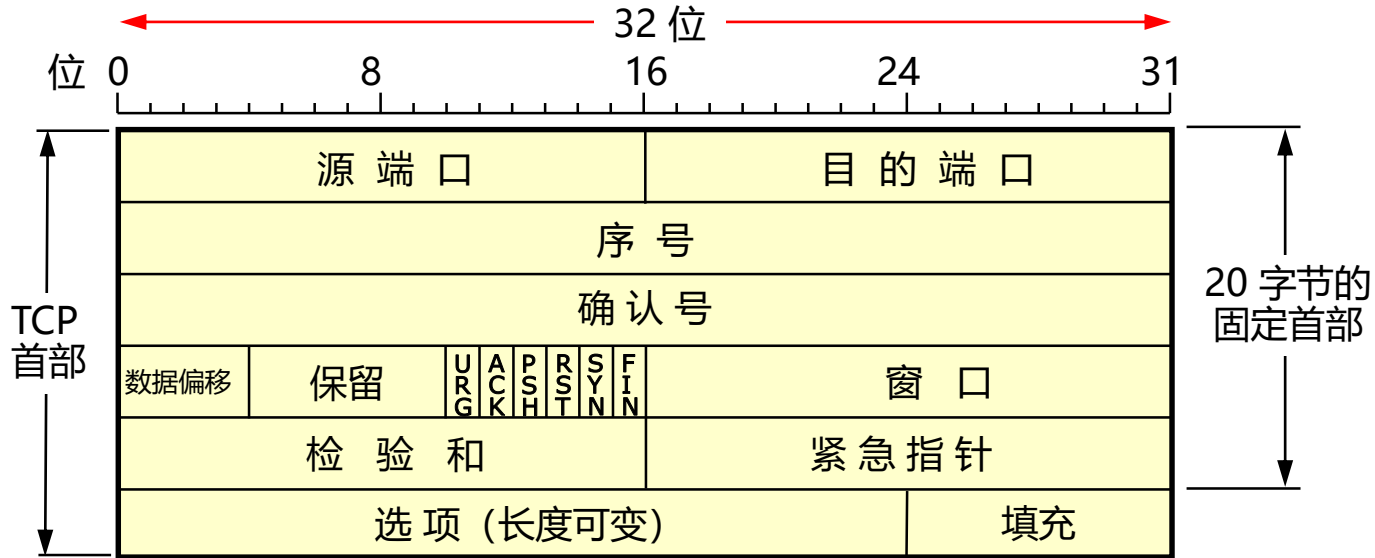 32 位
位 0 8 16 24 31
源 端 口 目 的 端 口
序 号
确 认 号
TCP
首部
20 字节的
固定首部
数据偏移 保留 URG ACK PSH RST SYN FIN 窗 口
检 验 和 紧 急 指 针
选 项 (长 度 可 变) 填充